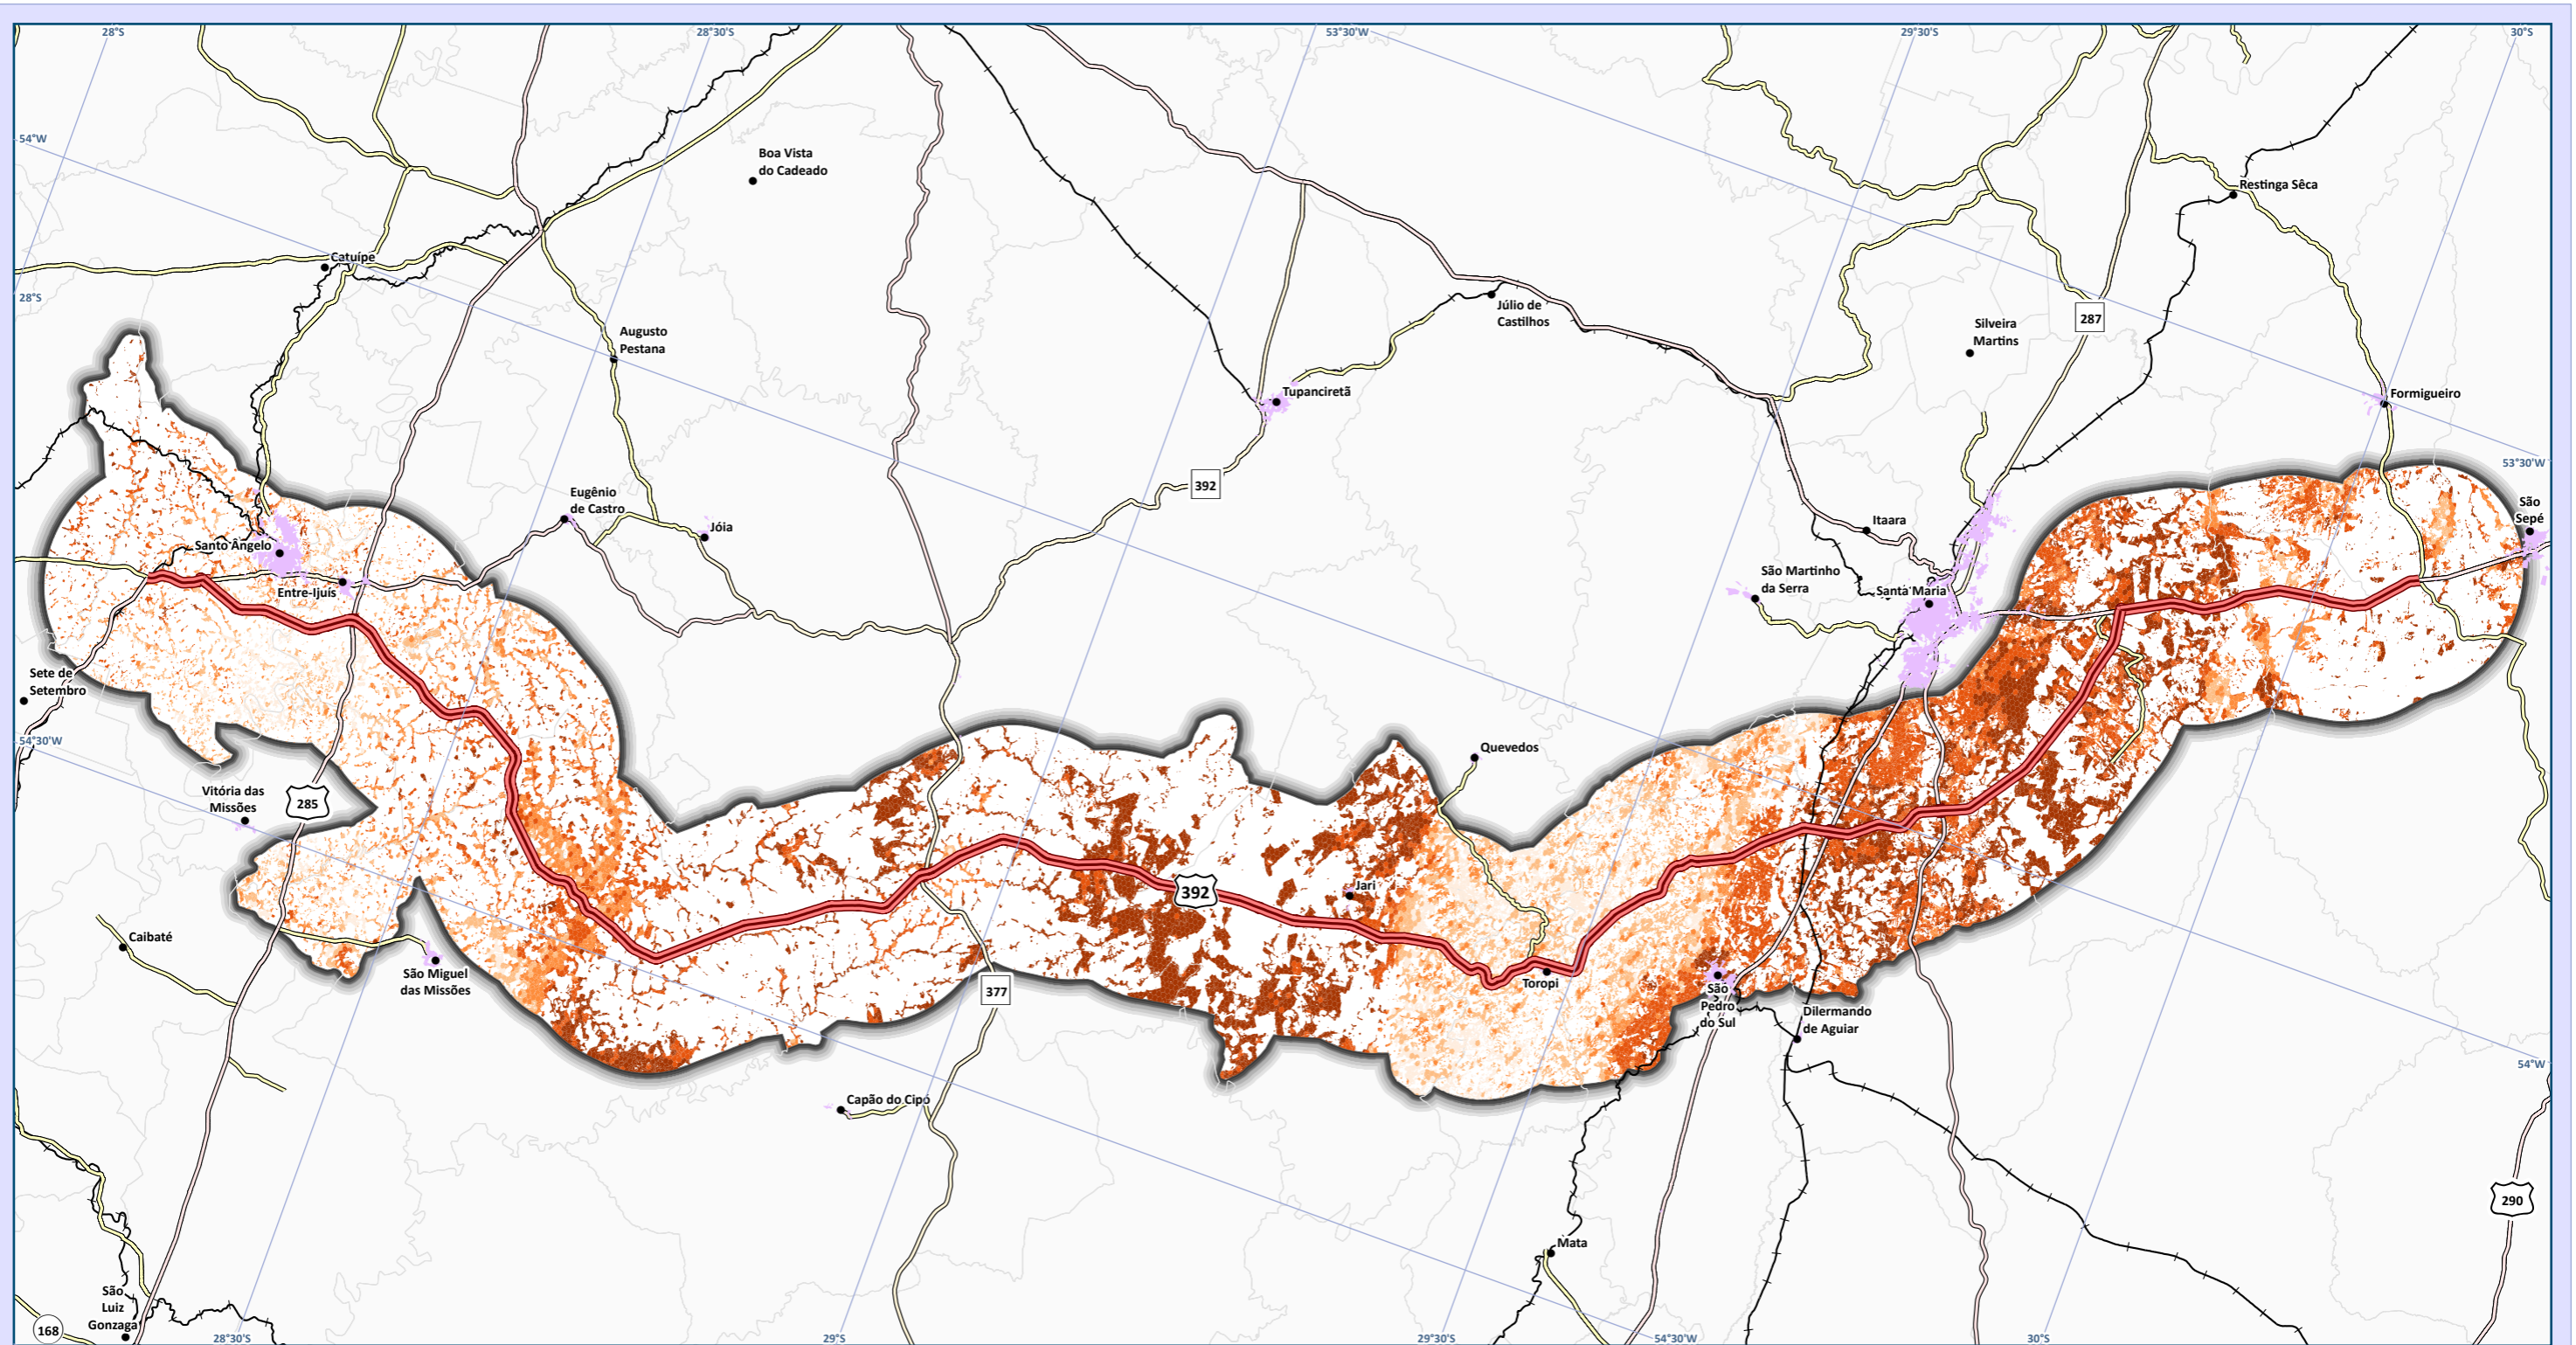 28°S
28°30'S
53°30'W
29°30'S
30°S
54°W
Boa Vista
do Cadeado
Restinga Sêca
Catuípe
28°S
Júlio de
Castilhos
287
Silveira
Martins
Augusto
Pestana
Tupanciretã
Formigueiro
53°30'W
392
Eugênio
de Castro
Jóia
São
Sepé
Itaara
Santo Ângelo
São Martinho
da Serra
Santa Maria
Entre-Ijuís
Sete de
Setembro
54°30'W
Quevedos
Vitória das
Missões
285
Jari
392
Caibaté
São Miguel
das Missões
377
Toropi
São
Pedro
do Sul
Dilermando
de Aguiar
54°W
Capão do Cipó
290
Mata
São
Luiz
Gonzaga
168
28°30'S
29°S
29°30'S
54°30'W
30°S